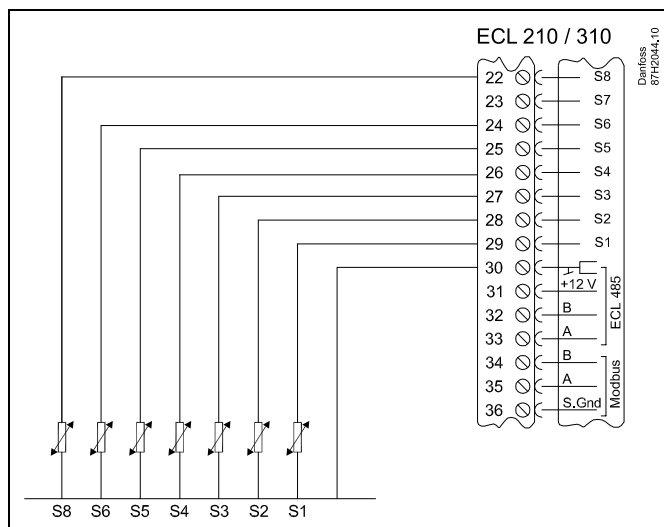 ECL 210 / 310
Danfoss
87H2044.10
22 S8
23 S7
24 S6
25 S5
26 S4
27 S3
28 S2
29 S1
30
31 +12 V
32 B
33 A
ECL 485
34 B
35 A
36 S.Gnd
Modbus
S8 S6 S5 S4 S3 S2 S1